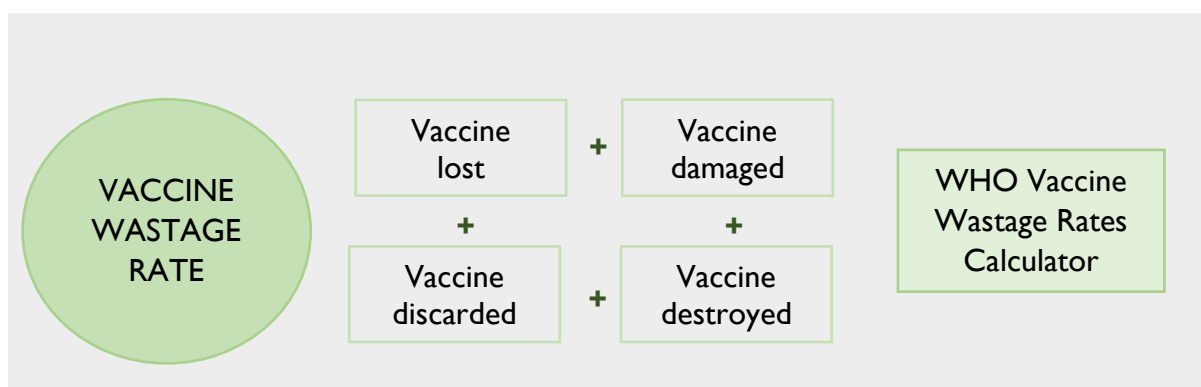 VACCINE
WASTAGE
RATE
Vaccine
lost
+
Vaccine
damaged
+
+
Vaccine
discarded
+
Vaccine
destroyed
WHO Vaccine
Wastage Rates
Calculator